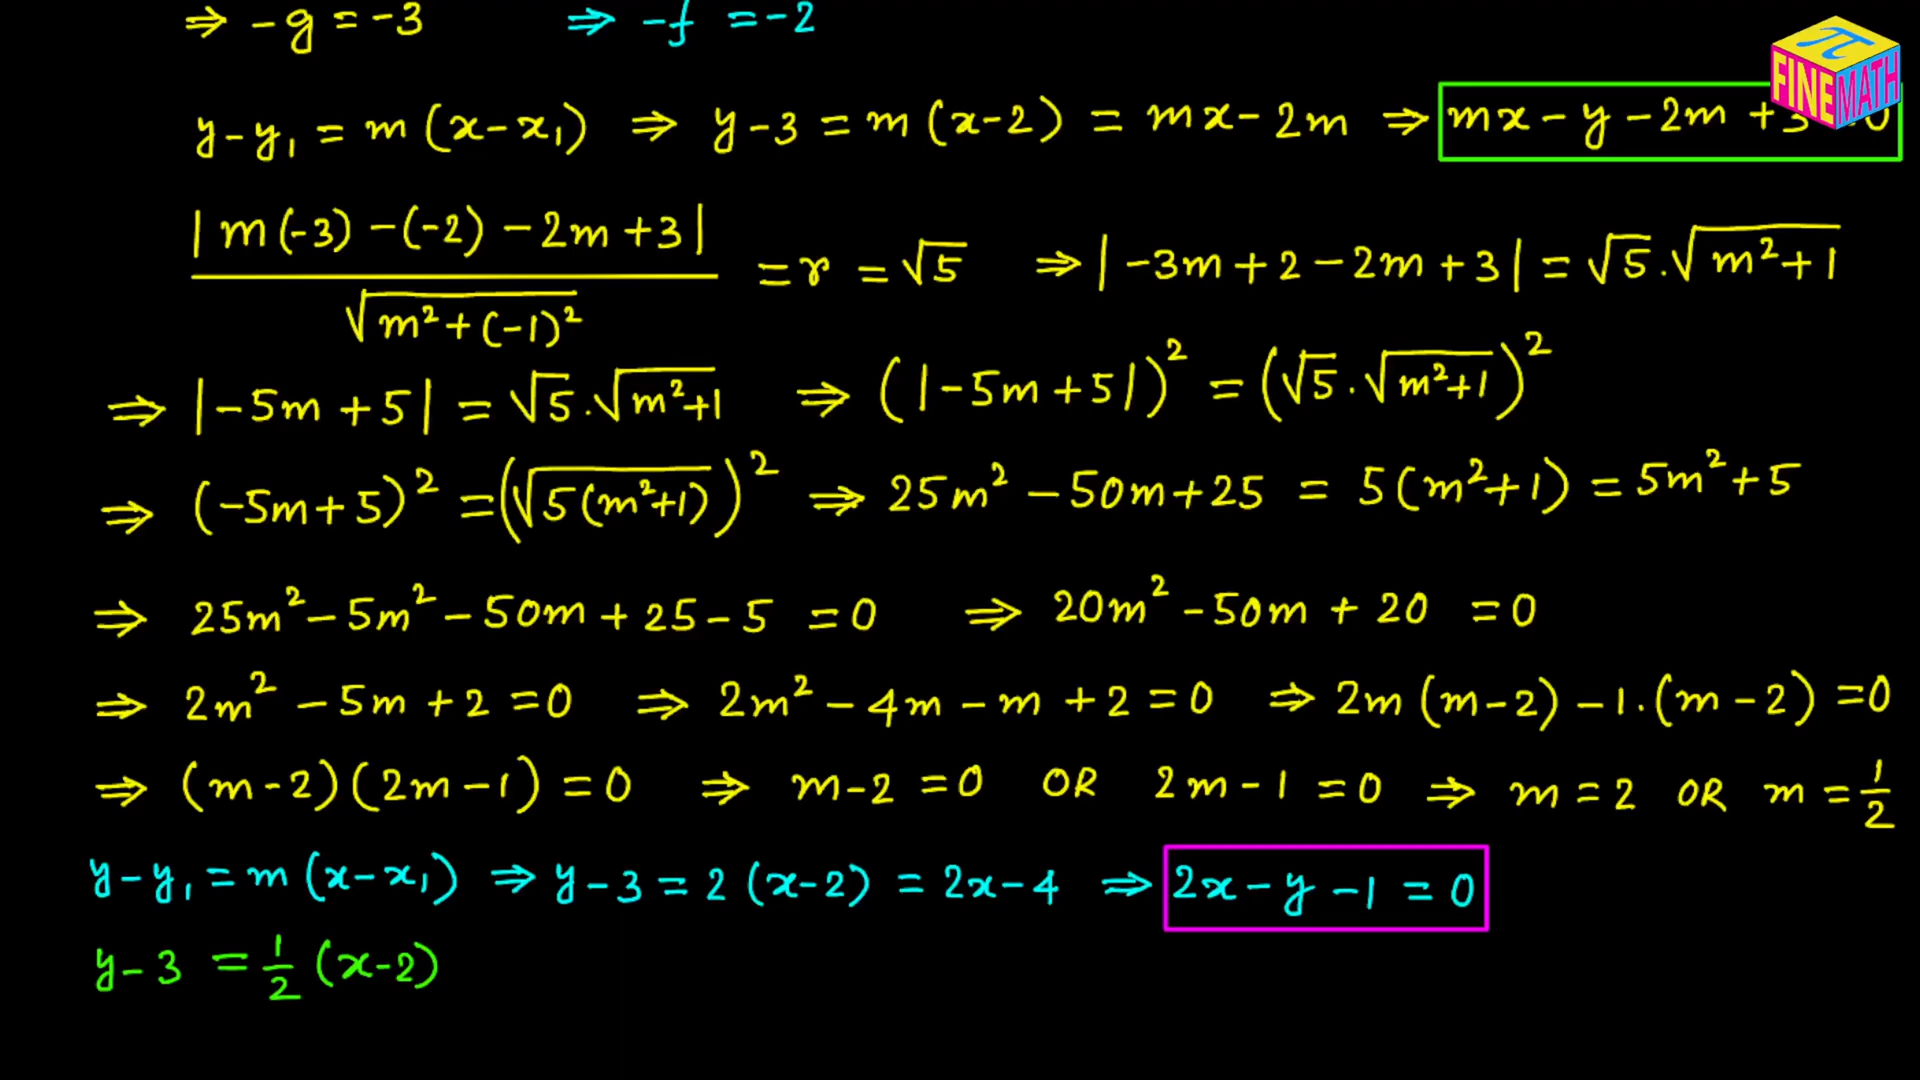 ⇒ -g = -3 ⇒ -f = -2
π FINE MATH
y - y₁ = m (x - x₁) ⇒ y - 3 = m (x - 2) = mx - 2m ⇒ mx - y - 2m + 3 0
|m(-3) - (-2) - 2m + 3| / √(m² + (-1)²) = r = √5 ⇒ |-3m + 2 - 2m + 3| = √5 . √(m² + 1)
⇒ |-5m + 5| = √5 . √(m² + 1) ⇒ (|-5m + 5|)² = (√5 . √(m² + 1))²
⇒ (-5m + 5)² = (√(5(m² + 1)))² ⇒ 25m² - 50m + 25 = 5(m² + 1) = 5m² + 5
⇒ 25m² - 5m² - 50m + 25 - 5 = 0 ⇒ 20m² - 50m + 20 = 0
⇒ 2m² - 5m + 2 = 0 ⇒ 2m² - 4m - m + 2 = 0 ⇒ 2m (m - 2) - 1.(m - 2) = 0
⇒ (m - 2)(2m - 1) = 0 ⇒ m - 2 = 0 OR 2m - 1 = 0 ⇒ m = 2 OR m = 1/2
y - y₁ = m (x - x₁) ⇒ y - 3 = 2 (x - 2) = 2x - 4 ⇒ 2x - y - 1 = 0
y - 3 = 1/2 (x - 2)